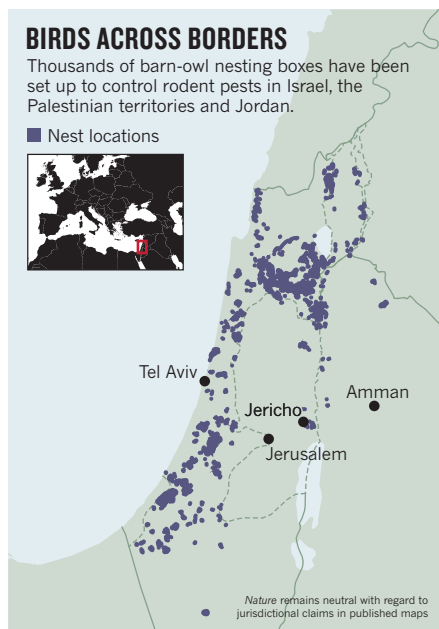 BIRDS ACROSS BORDERS
Thousands of barn-owl nesting boxes have been
set up to control rodent pests in Israel, the
Palestinian territories and Jordan.
Nest locations
Tel Aviv
Amman
Jericho
Jerusalem
Nature remains neutral with regard to
jurisdictional claims in published maps